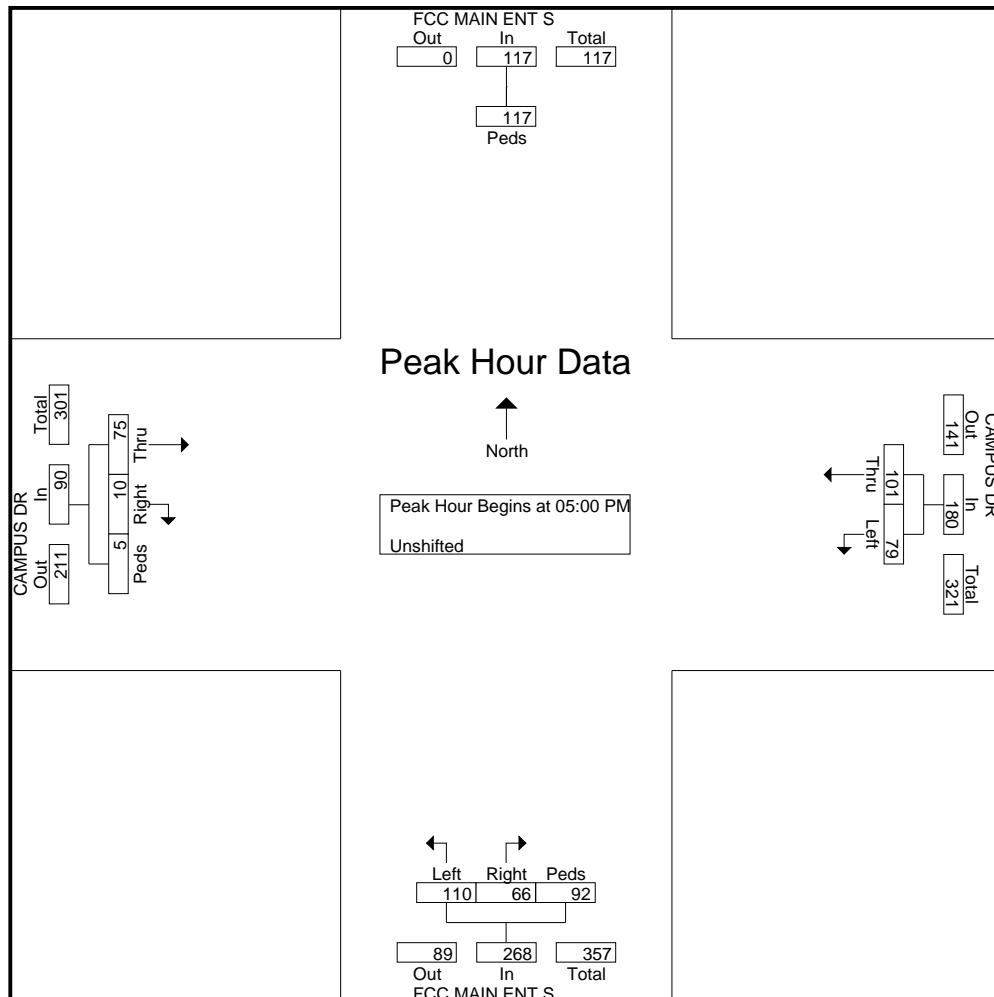 FCC MAIN ENT S
Out In Total
0 117 117
117
Peds
Peak Hour Data
North
Peak Hour Begins at 05:00 PM
Unshifted
CAMPUS DR
Total In Out
301 90 211
75 10 5
Thru Right Peds
CAMPUS DR
Out In Total
141 180 321
101 79
Thru Left
Left Right Peds
110 66 92
89 268 357
Out In Total
FCC MAIN ENT S